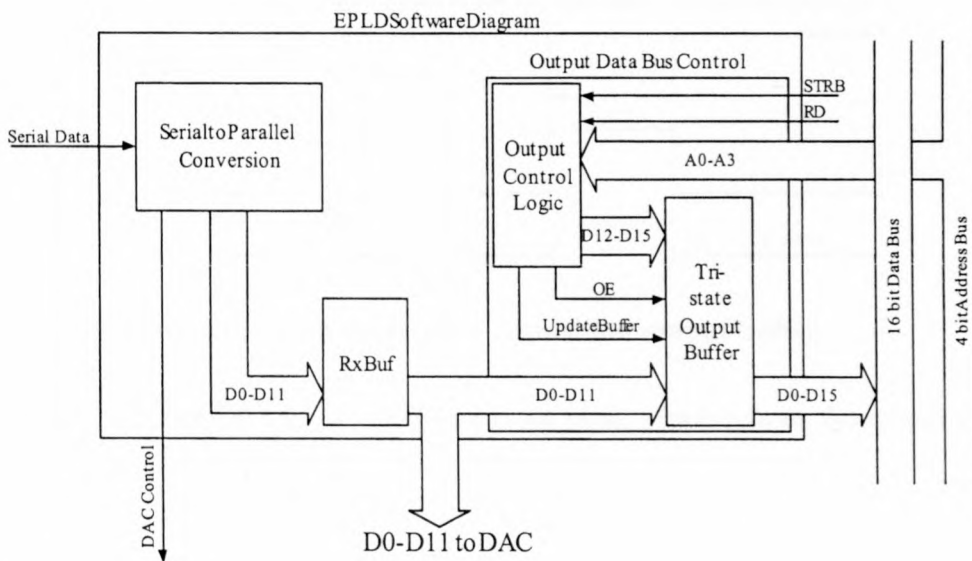 EPLDSoftwareDiagram
Output Data Bus Control
STRB
RD
Serial Data
SerialtoParallel
Conversion
Output
Control
Logic
A0-A3
D12-D15
Tri-
state
Output
Buffer
OE
UpdateBuffer
RxBuf
D0-D11
D0-D11
D0-D15
16 bit Data Bus
4 bit Address Bus
DAC Control
D0-D11 toDAC